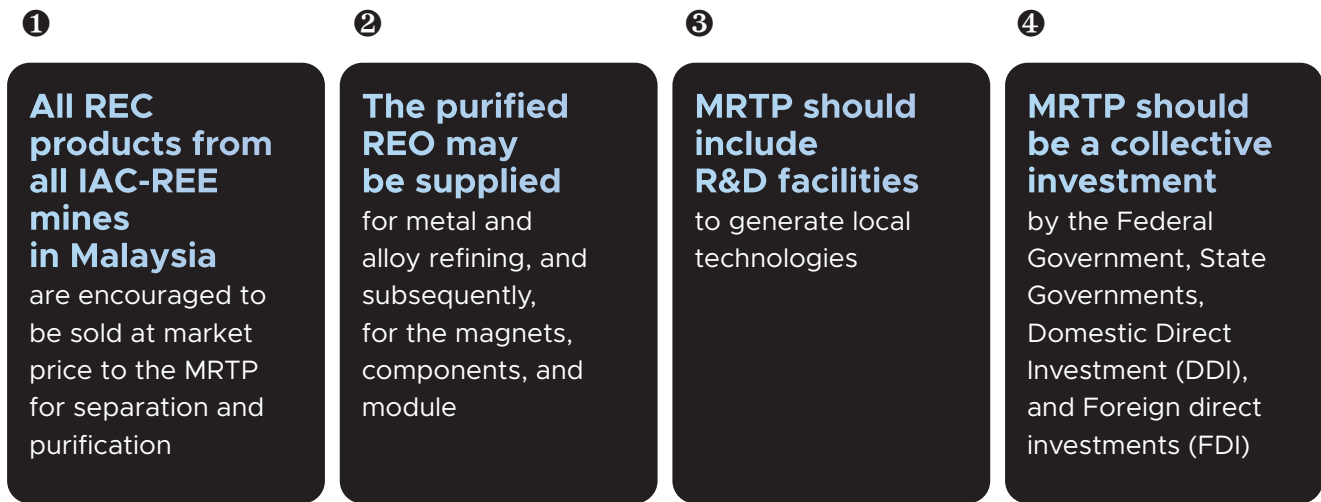 ❶
All REC
products from
all IAC-REE
mines
in Malaysia
are encouraged to
be sold at market
price to the MRTP
for separation and
purification
❷
The purified
REO may
be supplied
for metal and
alloy refining, and
subsequently,
for the magnets,
components, and
module
❸
MRTP should
include
R&D facilities
to generate local
technologies
❹
MRTP should
be a collective
investment
by the Federal
Government, State
Governments,
Domestic Direct
Investment (DDI),
and Foreign direct
investments (FDI)